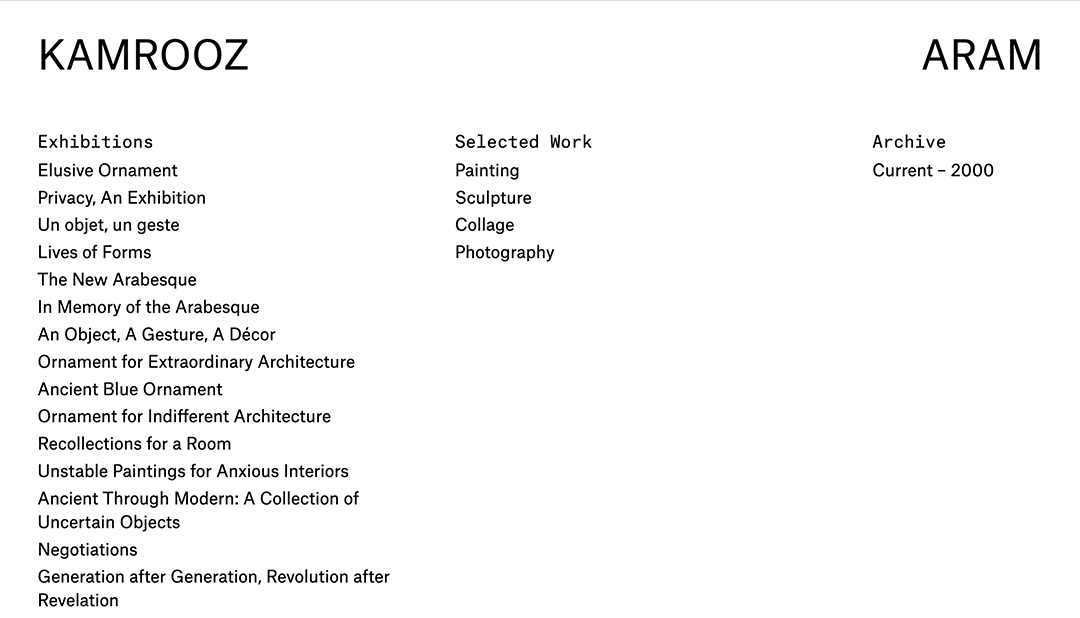 KAMROOZ ARAM
Exhibitions
Elusive Ornament
Privacy, An Exhibition
Un objet, un geste
Lives of Forms
The New Arabesque
In Memory of the Arabesque
An Object, A Gesture, A Décor
Ornament for Extraordinary Architecture
Ancient Blue Ornament
Ornament for Indifferent Architecture
Recollections for a Room
Unstable Paintings for Anxious Interiors
Ancient Through Modern: A Collection of
Uncertain Objects
Negotiations
Generation after Generation, Revolution after
Revelation
Selected Work
Painting
Sculpture
Collage
Photography
Archive
Current – 2000